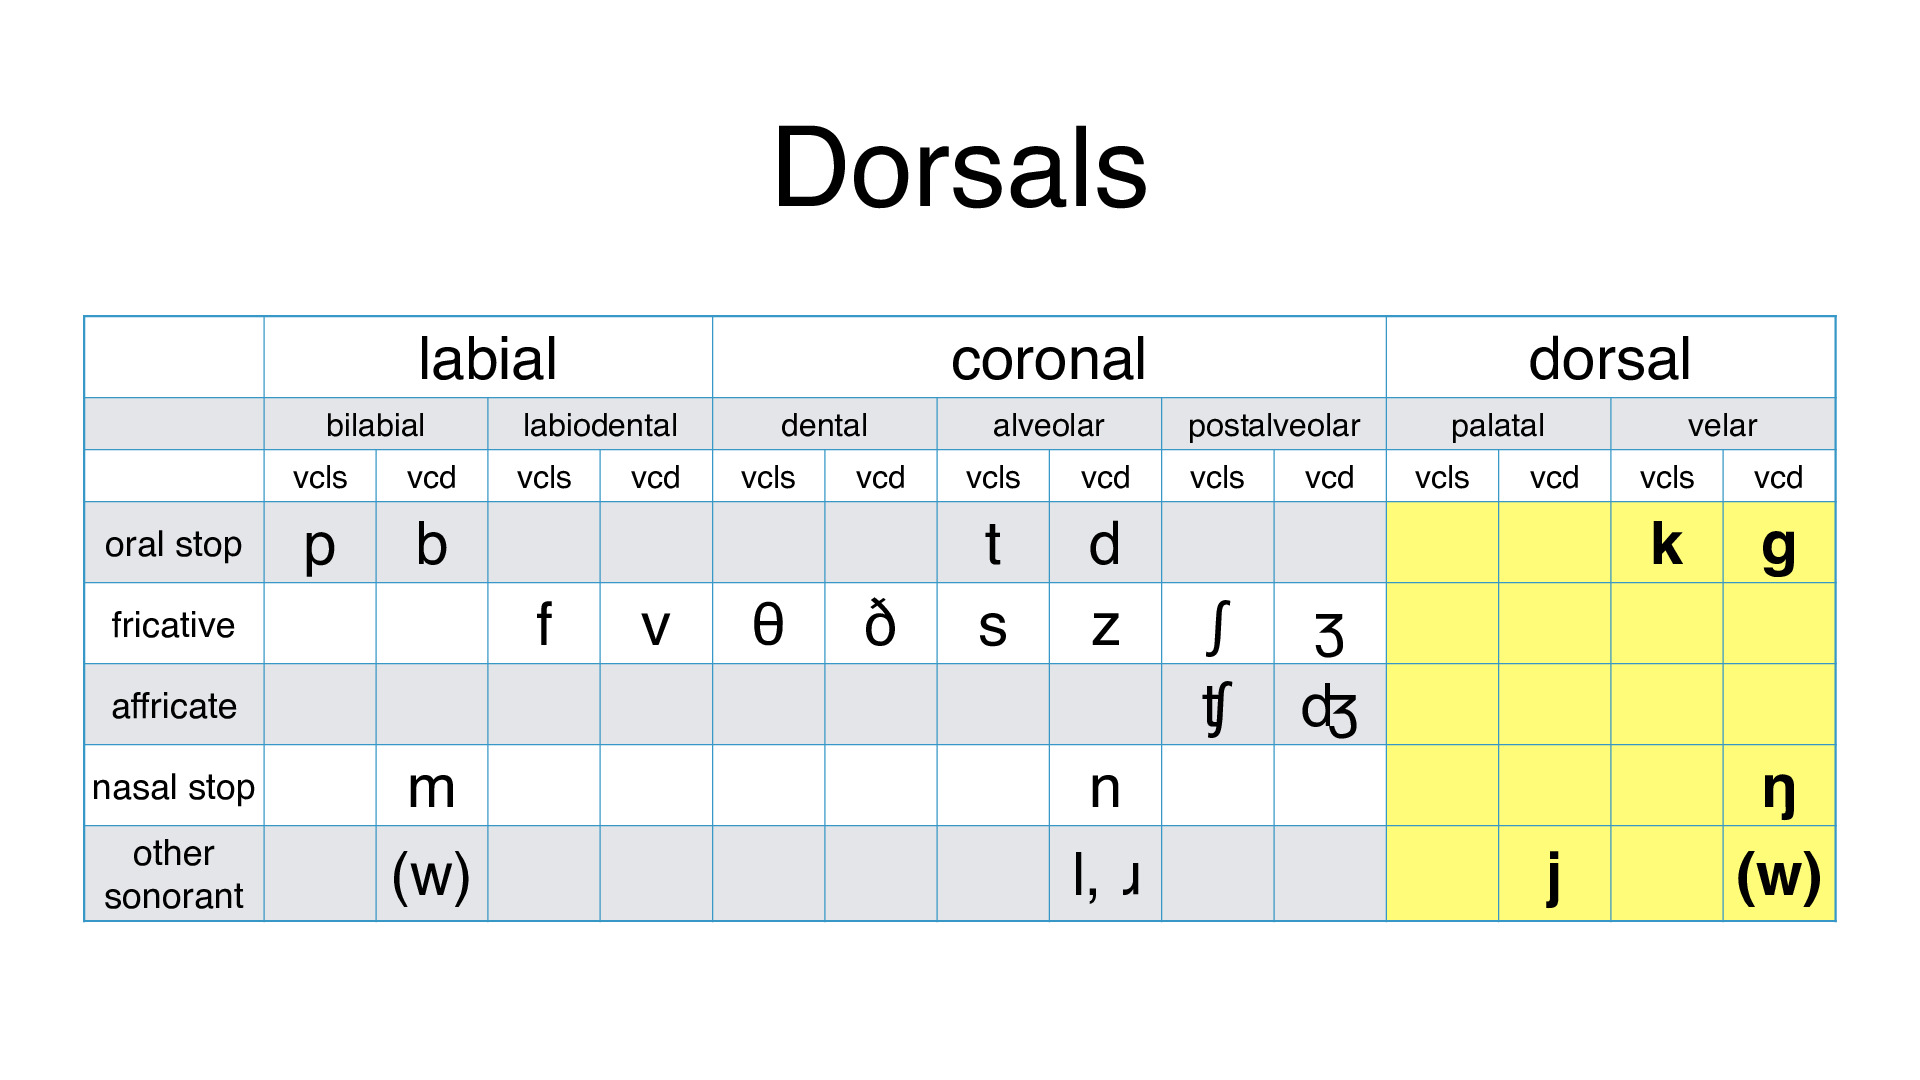 Dorsals
labial coronal dorsal
bilabial labiodental dental alveolar postalveolar palatal velar
vcls vcd vcls vcd vcls vcd vcls vcd vcls vcd vcls vcd vcls vcd
oral stop p b t d k g
fricative f v θ ð s z ʃ ʒ
affricate ʧ ʤ
nasal stop m n ŋ
other
sonorant (w) l, ɹ j (w)